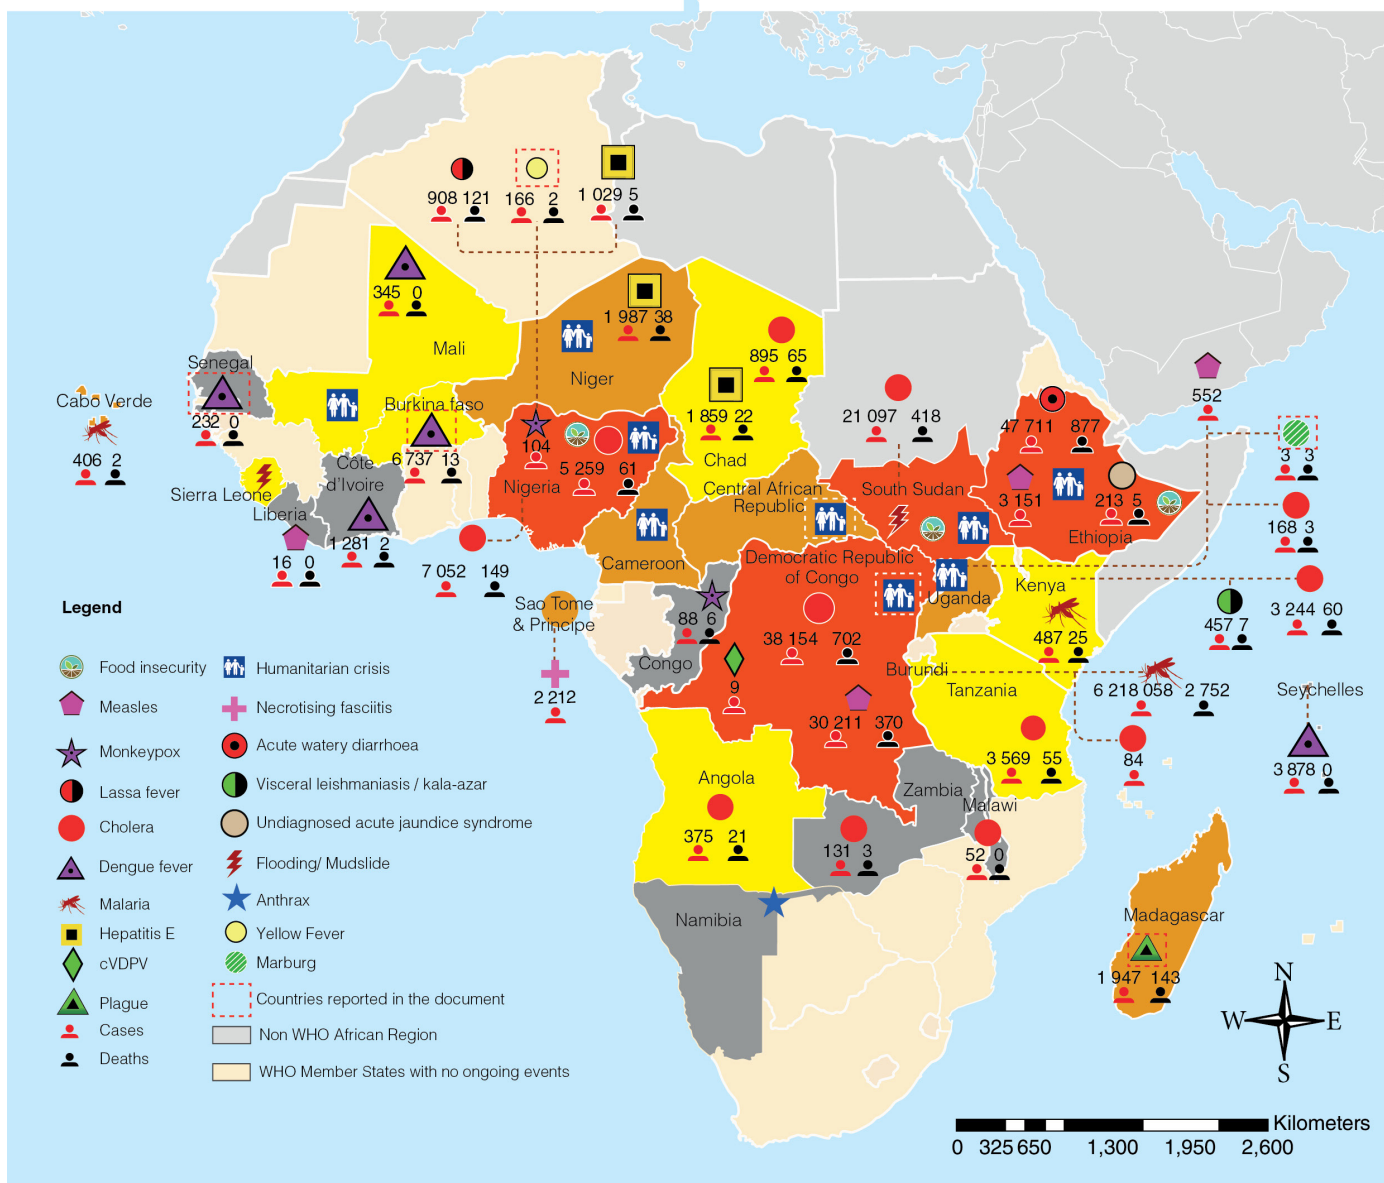 908 121
166 2
1 029 5
345 0
1 987 38
Mali
Niger
895 65
1 859 22
Chad
Senegal
232 0
Cabo Verde
406 2
Burkina faso
6 737 13
104
5 259 61
Nigeria
21 097 418
47 711 877
552
3 3
3 151
213 5
Ethiopia
168 3
Sierra Leone
Liberia
16 0
Côte
d'Ivoire
1 281 2
7 052 149
Central African
Republic
South Sudan
Cameroon
Democratic Republic
of Congo
38 154 702
Uganda
Kenya
487 25
457 7
3 244 60
Sao Tome
& Principe
2 212
88 6
Congo
9
30 211 370
Burundi
Tanzania
6 218 058 2 752
84
3 569 55
Seychelles
3 878 0
Angola
375 21
Zambia
131 3
Malawi
52 0
Namibia
Madagascar
1 947 143
Legend
Food insecurity
Measles
Monkeypox
Lassa fever
Cholera
Dengue fever
Malaria
Hepatitis E
cVDPV
Plague
Cases
Deaths
Humanitarian crisis
Necrotising fasciitis
Acute watery diarrhoea
Visceral leishmaniasis / kala-azar
Undiagnosed acute jaundice syndrome
Flooding/ Mudslide
Anthrax
Yellow Fever
Marburg
Countries reported in the document
Non WHO African Region
WHO Member States with no ongoing events
N
W E
S
Kilometers
0 325 650 1,300 1,950 2,600